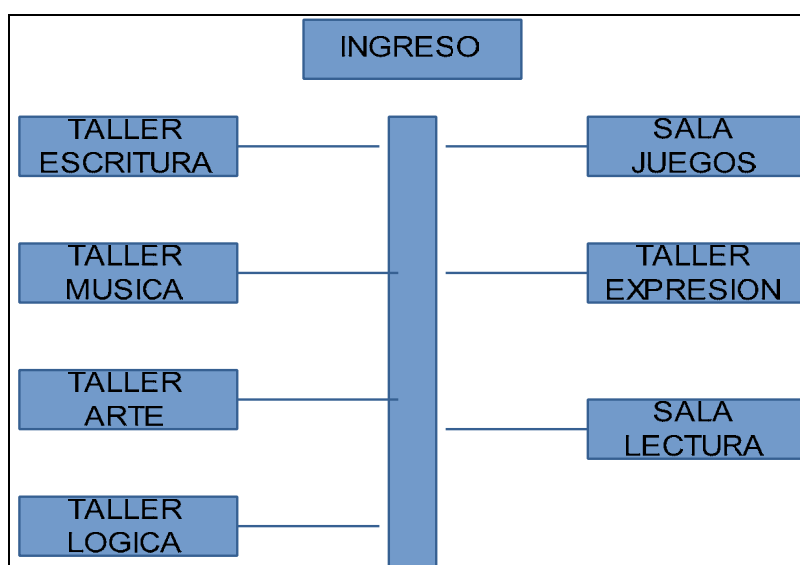 INGRESO
TALLER
ESCRITURA
SALA
JUEGOS
TALLER
MUSICA
TALLER
EXPRESION
TALLER
ARTE
SALA
LECTURA
TALLER
LOGICA